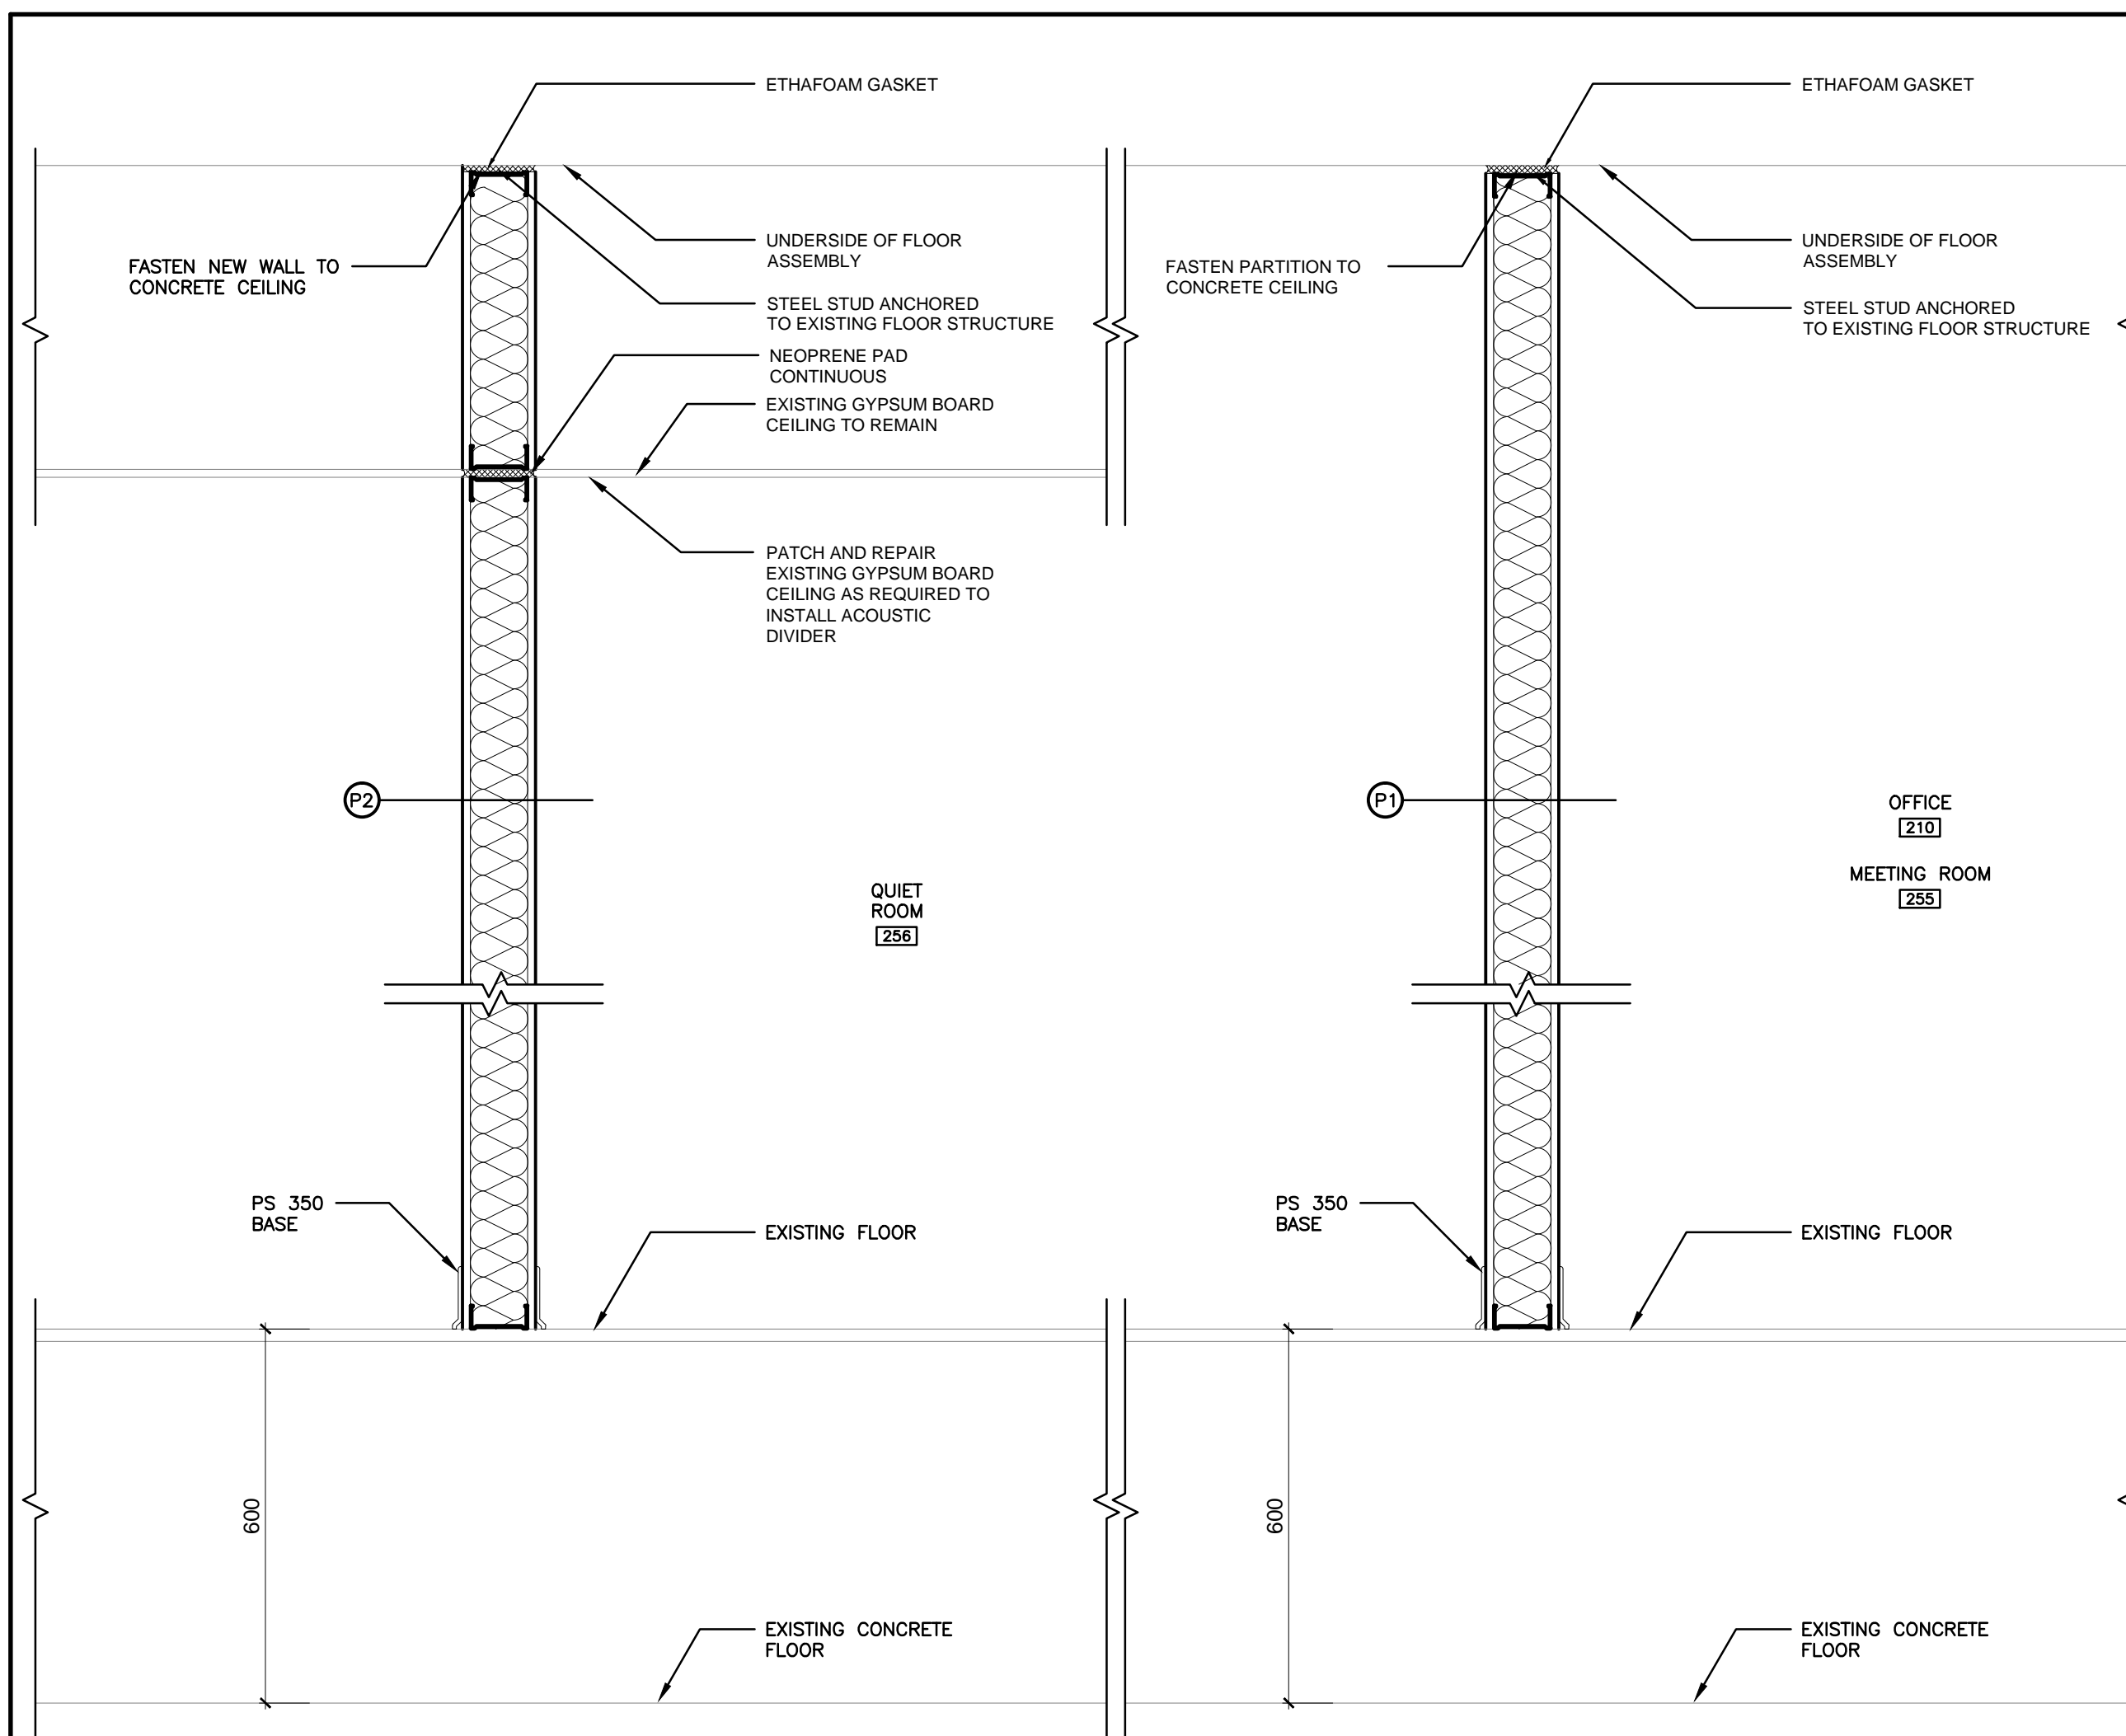 ETHAFOAM GASKET
FASTEN NEW WALL TO
CONCRETE CEILING
UNDERSIDE OF FLOOR
ASSEMBLY
STEEL STUD ANCHORED
TO EXISTING FLOOR STRUCTURE
NEOPRENE PAD
CONTINUOUS
EXISTING GYPSUM BOARD
CEILING TO REMAIN
PATCH AND REPAIR
EXISTING GYPSUM BOARD
CEILING AS REQUIRED TO
INSTALL ACOUSTIC
DIVIDER
P2
QUIET
ROOM
256
PS 350
BASE
EXISTING FLOOR
600
EXISTING CONCRETE
FLOOR
ETHAFOAM GASKET
FASTEN PARTITION TO
CONCRETE CEILING
UNDERSIDE OF FLOOR
ASSEMBLY
STEEL STUD ANCHORED
TO EXISTING FLOOR STRUCTURE
P1
OFFICE
210
MEETING ROOM
255
PS 350
BASE
EXISTING FLOOR
600
EXISTING CONCRETE
FLOOR